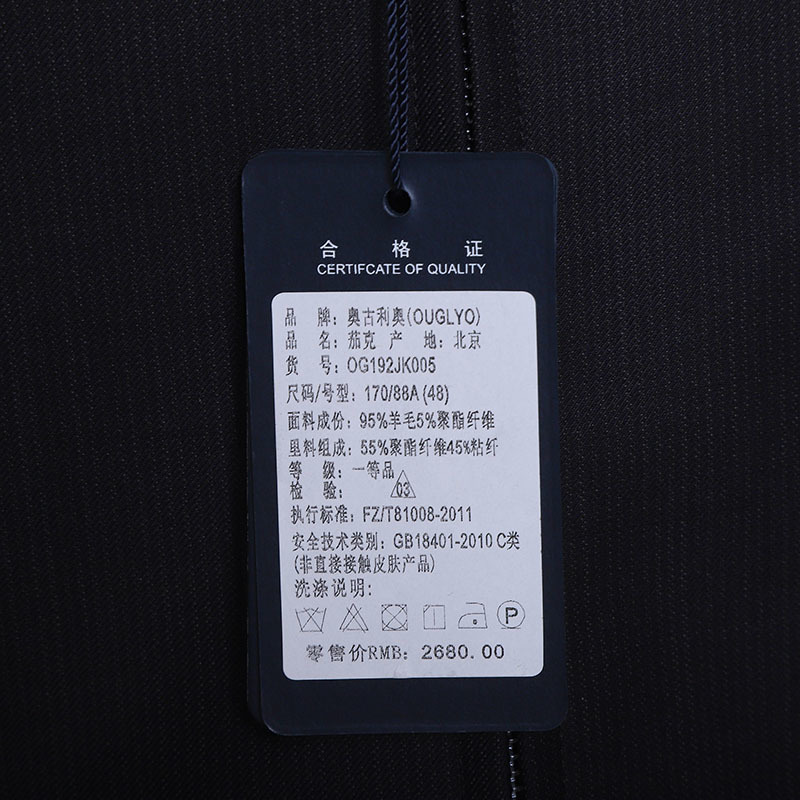 合 格 证
CERTIFCATE OF QUALITY
品 牌：奥古利奥(OUGLYO)
品 名：茄克 产 地：北京
货 号：OG192JK005
尺码/号型：170/88A(48)
面料成份：95%羊毛5%聚酯纤维
里料组成：55%聚酯纤维45%粘纤
等 级：一等品
检 验： 03
执行标准：FZ/T81008-2011
安全技术类别：GB18401-2010 C类
(非直接接触皮肤产品)
洗涤说明：
P
零售价RMB：2680.00